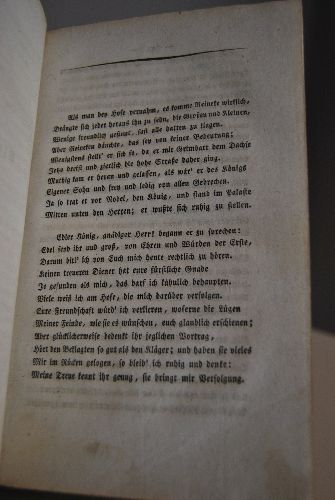 Als man bey Hofe vernahm, es komme Reineke wirklich,
Drängte sich jeder heraus ihn zu sehn, die Großen und Kleinen,
Wenige freundlich gesinnt, fast alle hatten zu klagen.
Aber Reineken däuchte, das sey von keiner Bedeutung;
Wenigstens stellt' er sich so, da er mit Grimbart dem Dachse
Jetzo dreist und zierlich die hohe Straße daher ging.
Muthig kam er heran und gelassen, als wär' er des Königs
Eigener Sohn und frey und ledig von allen Gebrechen.
Ja so trat er vor Nobel, den König, und stand im Palaste
Mitten unter den Herren; er wußte sich ruhig zu stellen.
Edler König, gnädiger Herr! begann er zu sprechen:
Edel seyd ihr und groß, von Ehren und Würden der Erste,
Darum bitt' ich von Euch mich heute rechtlich zu hören.
Keinen treueren Diener hat eure fürstliche Gnade
Je gefunden als mich, das darf ich kühnlich behaupten.
Viele weiß ich am Hofe, die mich darüber verfolgen.
Eure Freundschaft würd' ich verlieren, woferne die Lügen
Meiner Feinde, wie sie es wünschen, euch glaublich erschienen;
Aber glücklicherweise bedenkt ihr jeglichen Vortrag,
Hört den Beklagten so gut als den Kläger; und haben sie vieles
Mir im Rücken gelogen, so bleib' ich ruhig und denke:
Meine Treue kennt ihr genug, sie bringt mir Verfolgung.